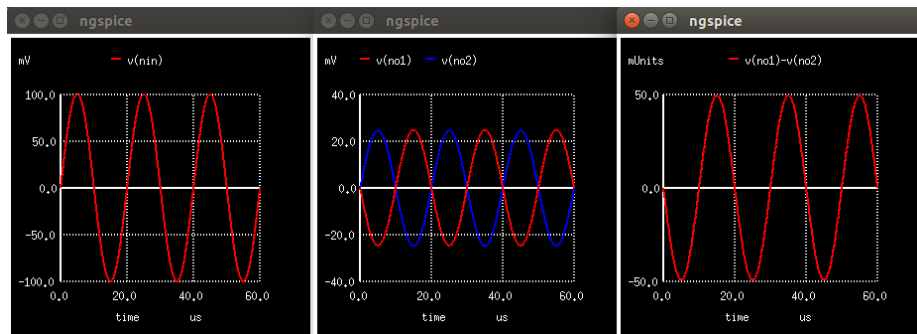 ngspice
mV v(nin)
100.0
50.0
0.0
-50.0
-100.0
0.0 20.0 40.0 60.0
time us
ngspice
mV v(no1) v(no2)
40.0
20.0
0.0
-20.0
-40.0
0.0 20.0 40.0 60.0
time us
ngspice
mUnits v(no1)-v(no2)
50.0
0.0
-50.0
0.0 20.0 40.0 60.0
time us